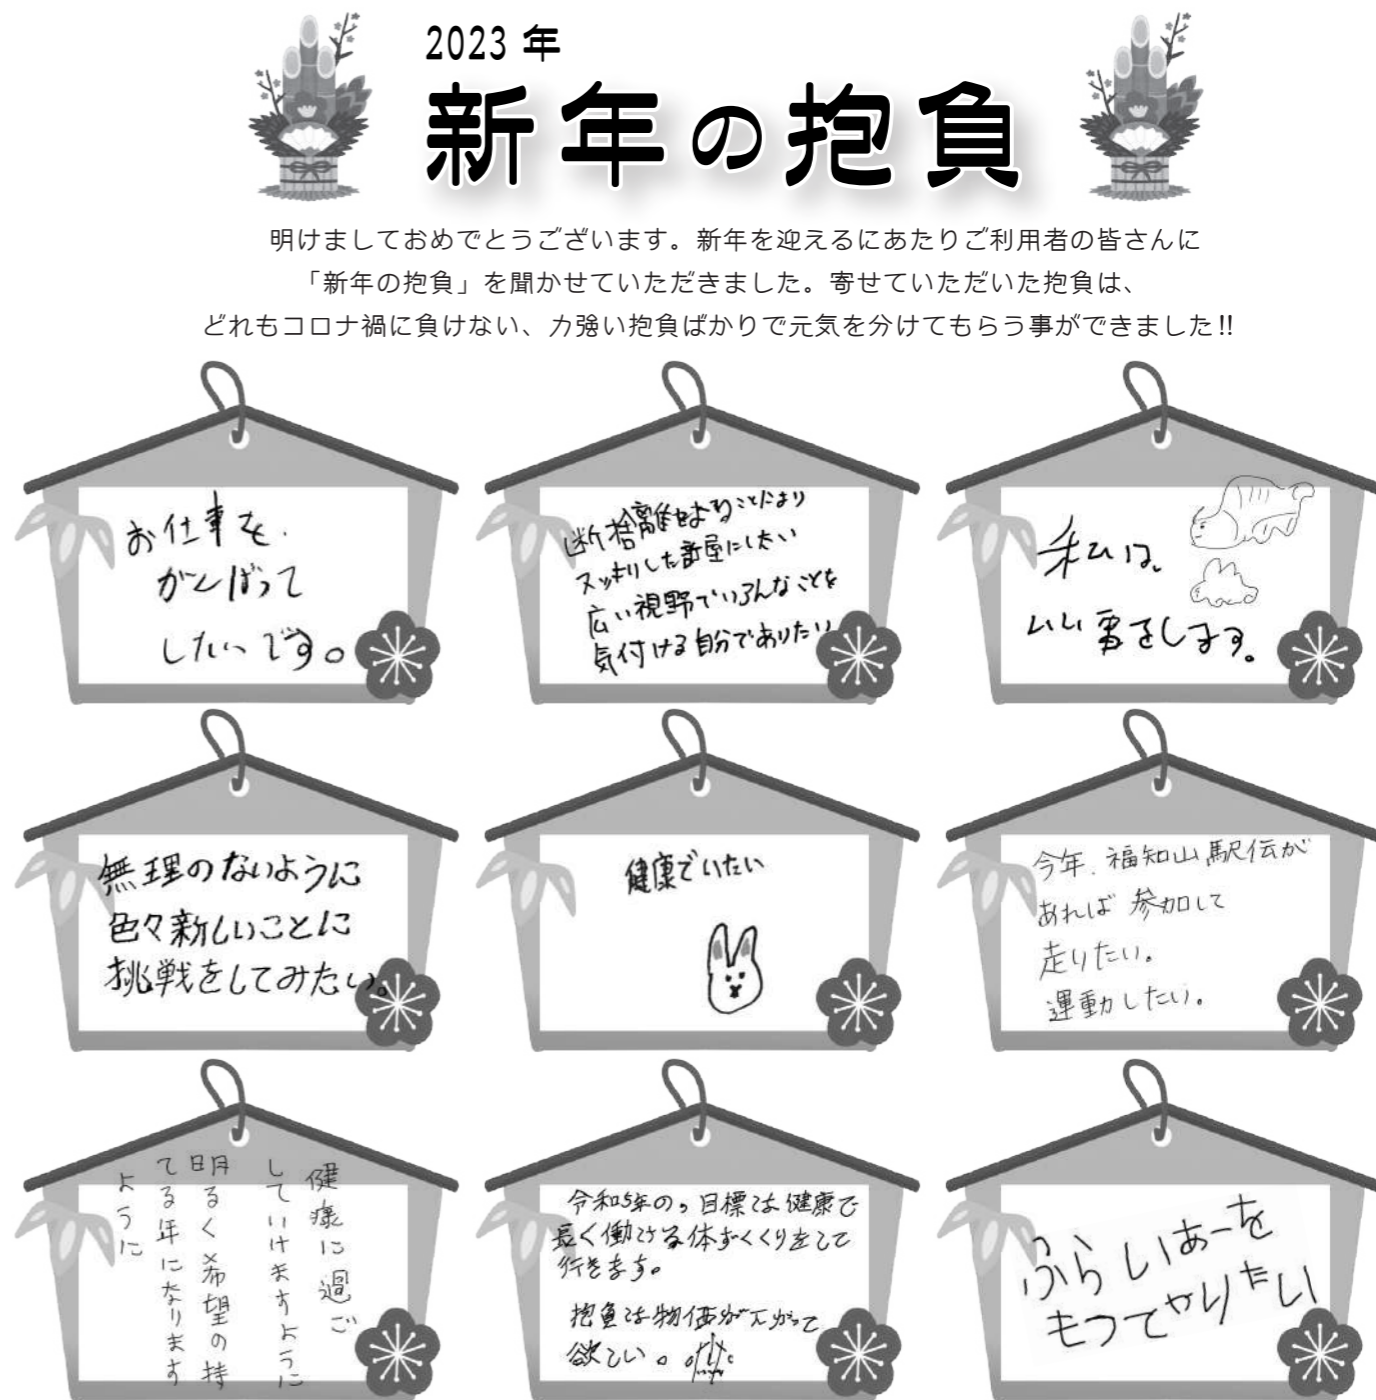 2023 年
新年の抱負
明けましておめでとうございます。新年を迎えるにあたりご利用者の皆さんに
「新年の抱負」を聞かせていただきました。寄せていただいた抱負は、
どれもコロナ禍に負けない、力強い抱負ばかりで元気を分けてもらう事ができました!!
お仕事を、
がんばって
したいです。
断捨離をすることにより
スッキリした部屋にしたい
広い視野でいろんなことを
気付ける自分でありたい
私は、
いい事をします。
無理のないように
色々新しいことに
挑戦をしてみたい。
健康でいたい
今年、福知山駅伝が
あれば 参加して
走りたい。
運動したい。
健康に過ご
していけますように
明るく希望の持
てる年になります
ように
令和5年の、目標は健康で
長く働ける体ずくりをして
行きます。
抱負は物価が下がって
欲しい。
ふらいあーを
もつてやりたい